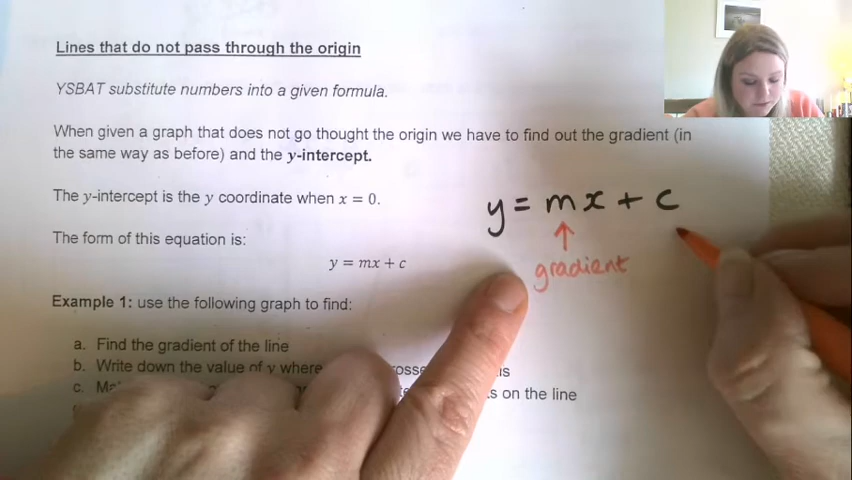 Lines that do not pass through the origin
YSBAT substitute numbers into a given formula.
When given a graph that does not go thought the origin we have to find out the gradient (in
the same way as before) and the y-intercept.
The y-intercept is the y coordinate when x = 0.
y = mx + c
gradient
The form of this equation is:
y = mx + c
Example 1: use the following graph to find:
a. Find the gradient of the line
b. Write down the value of y where
c. s on the line